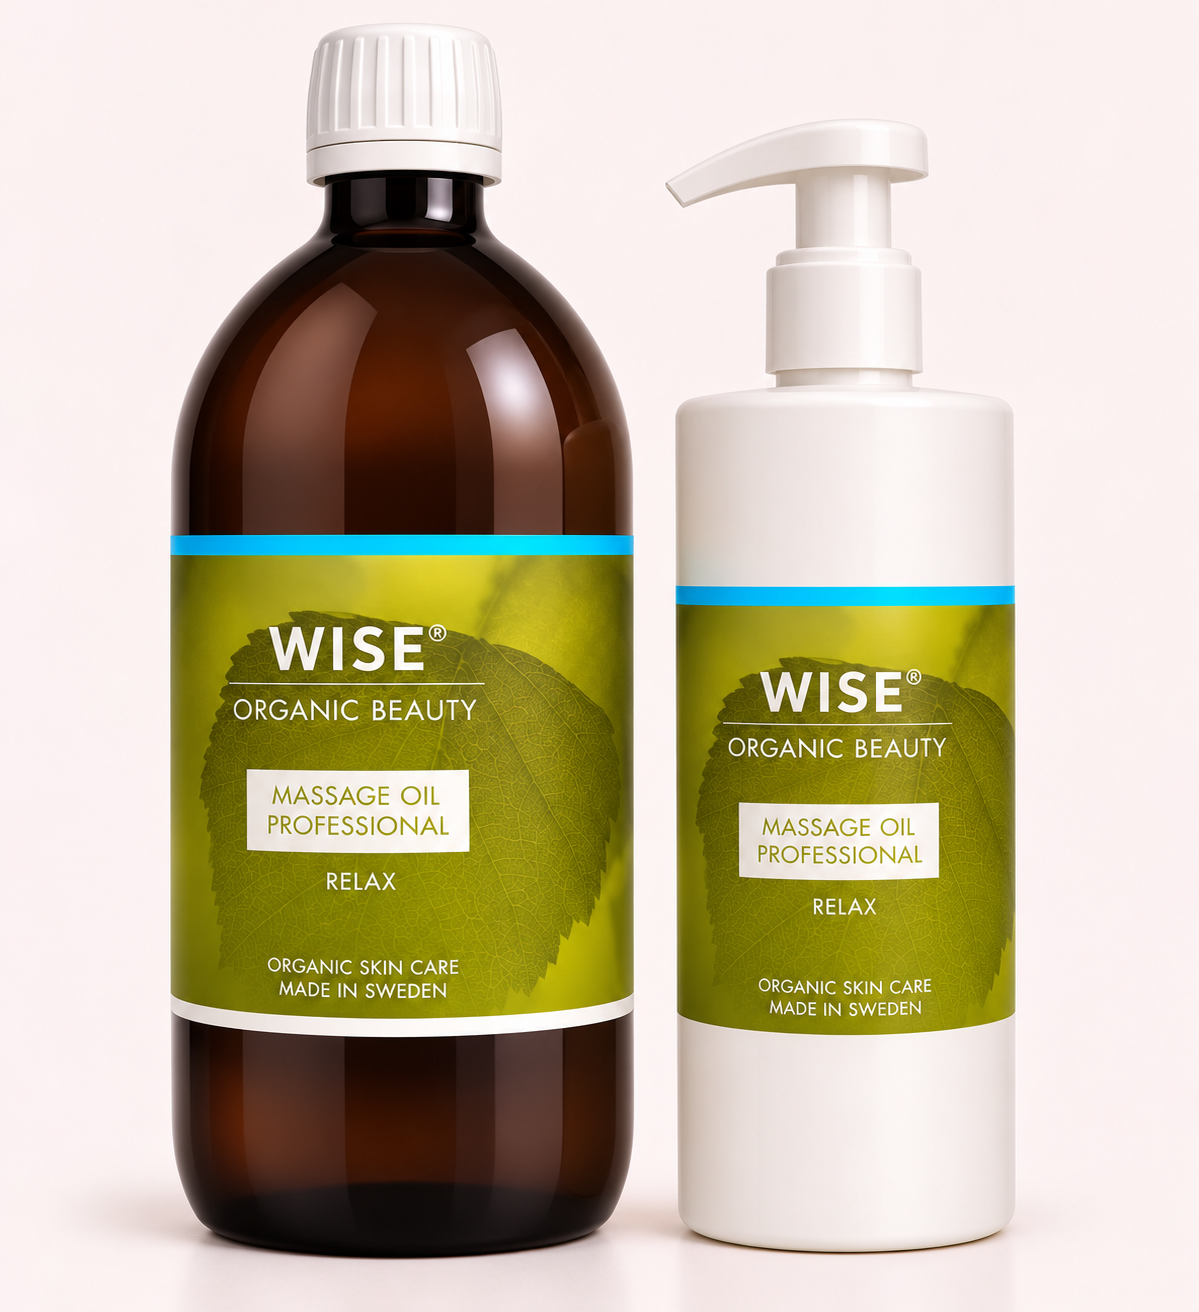 WISE®
ORGANIC BEAUTY
MASSAGE OIL
PROFESSIONAL
RELAX
ORGANIC SKIN CARE
MADE IN SWEDEN
WISE®
ORGANIC BEAUTY
MASSAGE OIL
PROFESSIONAL
RELAX
ORGANIC SKIN CARE
MADE IN SWEDEN